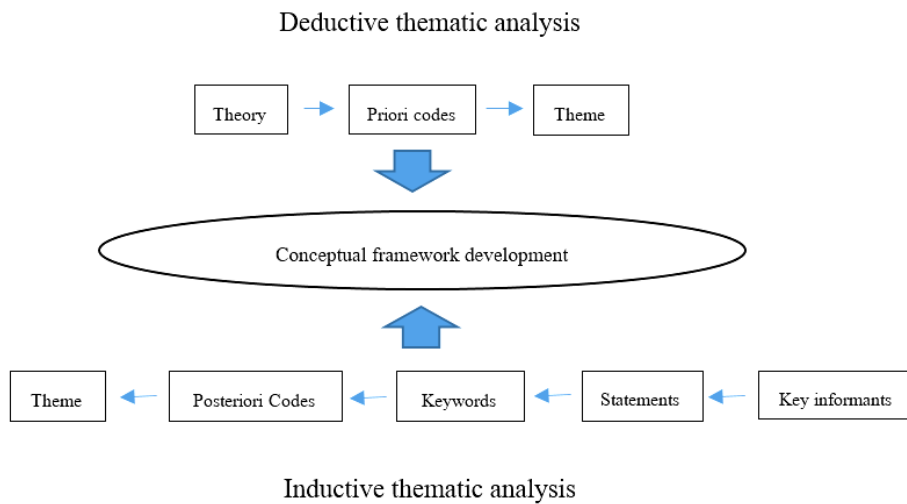 Deductive thematic analysis
Theory
Priori codes
Theme
Conceptual framework development
Theme
Posteriori Codes
Keywords
Statements
Key informants
Inductive thematic analysis